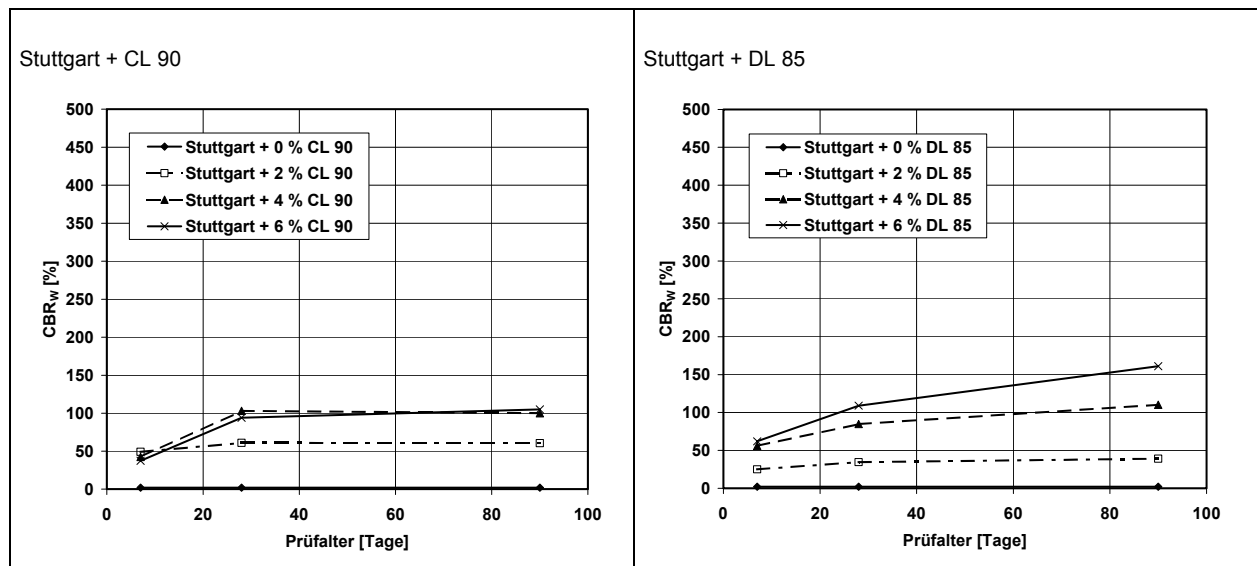 Stuttgart + CL 90
500
450
400
350
300
250
200
150
100
50
0
CBRW [%]
Stuttgart + 0 % CL 90
Stuttgart + 2 % CL 90
Stuttgart + 4 % CL 90
Stuttgart + 6 % CL 90
0 20 40 60 80 100
Prüfalter [Tage]
Stuttgart + DL 85
500
450
400
350
300
250
200
150
100
50
0
CBRW [%]
Stuttgart + 0 % DL 85
Stuttgart + 2 % DL 85
Stuttgart + 4 % DL 85
Stuttgart + 6 % DL 85
0 20 40 60 80 100
Prüfalter [Tage]